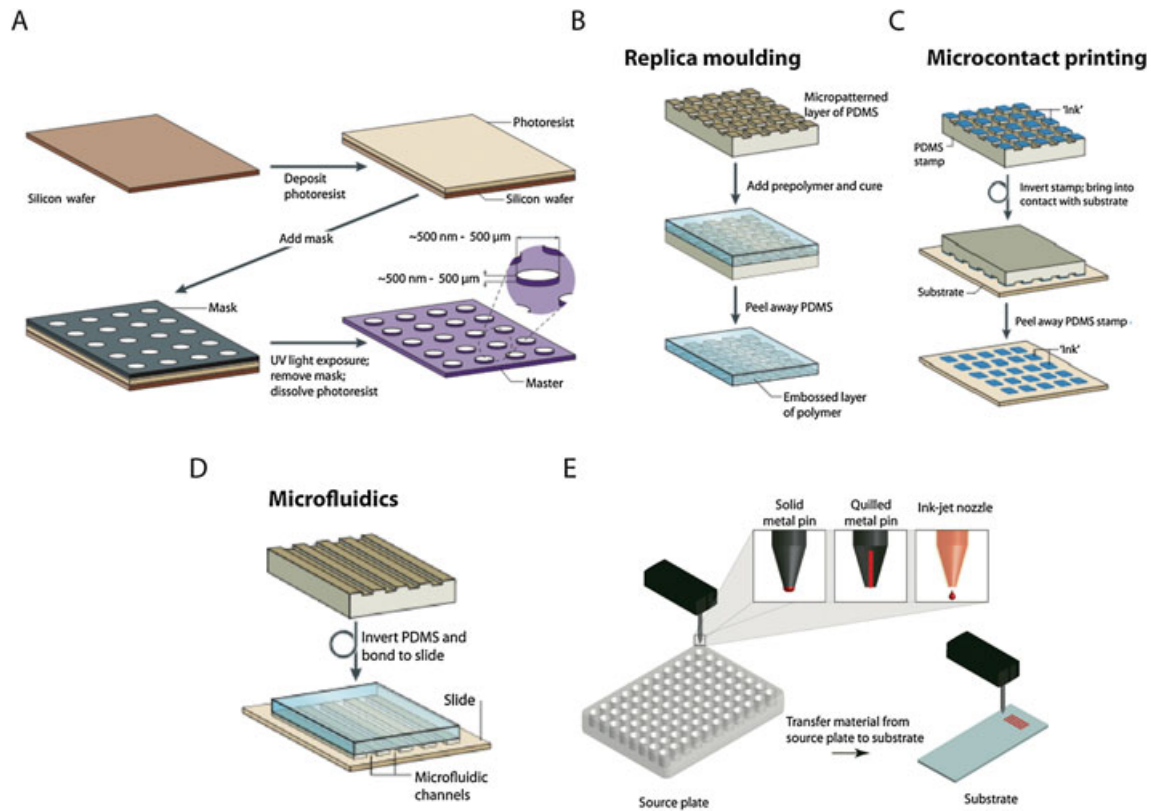 A
Silicon wafer
Deposit
photoresist
Photoresist
Silicon wafer
Add mask
Mask
UV light exposure;
remove mask;
dissolve photoresist
~500 nm - 500 µm
~500 nm - 500 µm
Master
B
Replica moulding
Micropatterned
layer of PDMS
Add prepolymer and cure
Peel away PDMS
Embossed layer
of polymer
C
Microcontact printing
'Ink'
PDMS
stamp
Invert stamp; bring into
contact with substrate
Substrate
Peel away PDMS stamp
'Ink'
D
Microfluidics
Invert PDMS and
bond to slide
Slide
Microfluidic
channels
E
Solid
metal pin
Quilled
metal pin
Ink-jet nozzle
Source plate
Transfer material from
source plate to substrate
Substrate